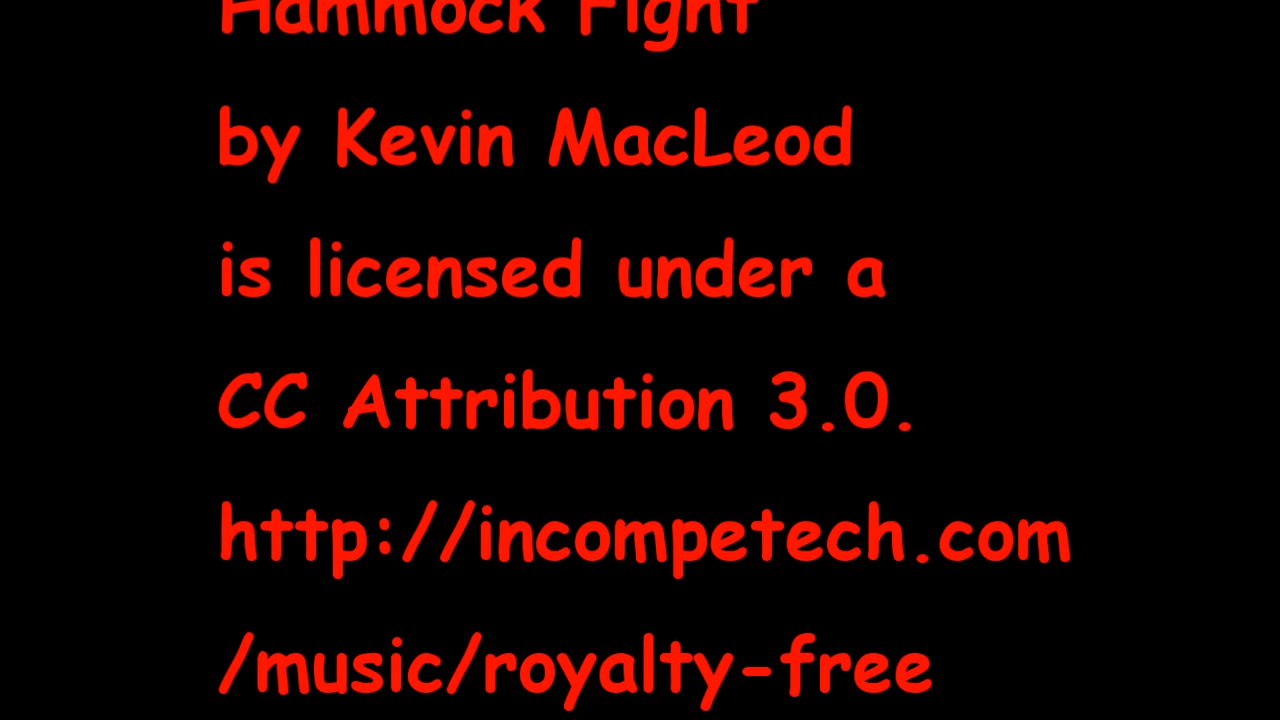 Hammock Fight
by Kevin MacLeod
is licensed under a
CC Attribution 3.0.
http://incompetech.com
/music/royalty-free